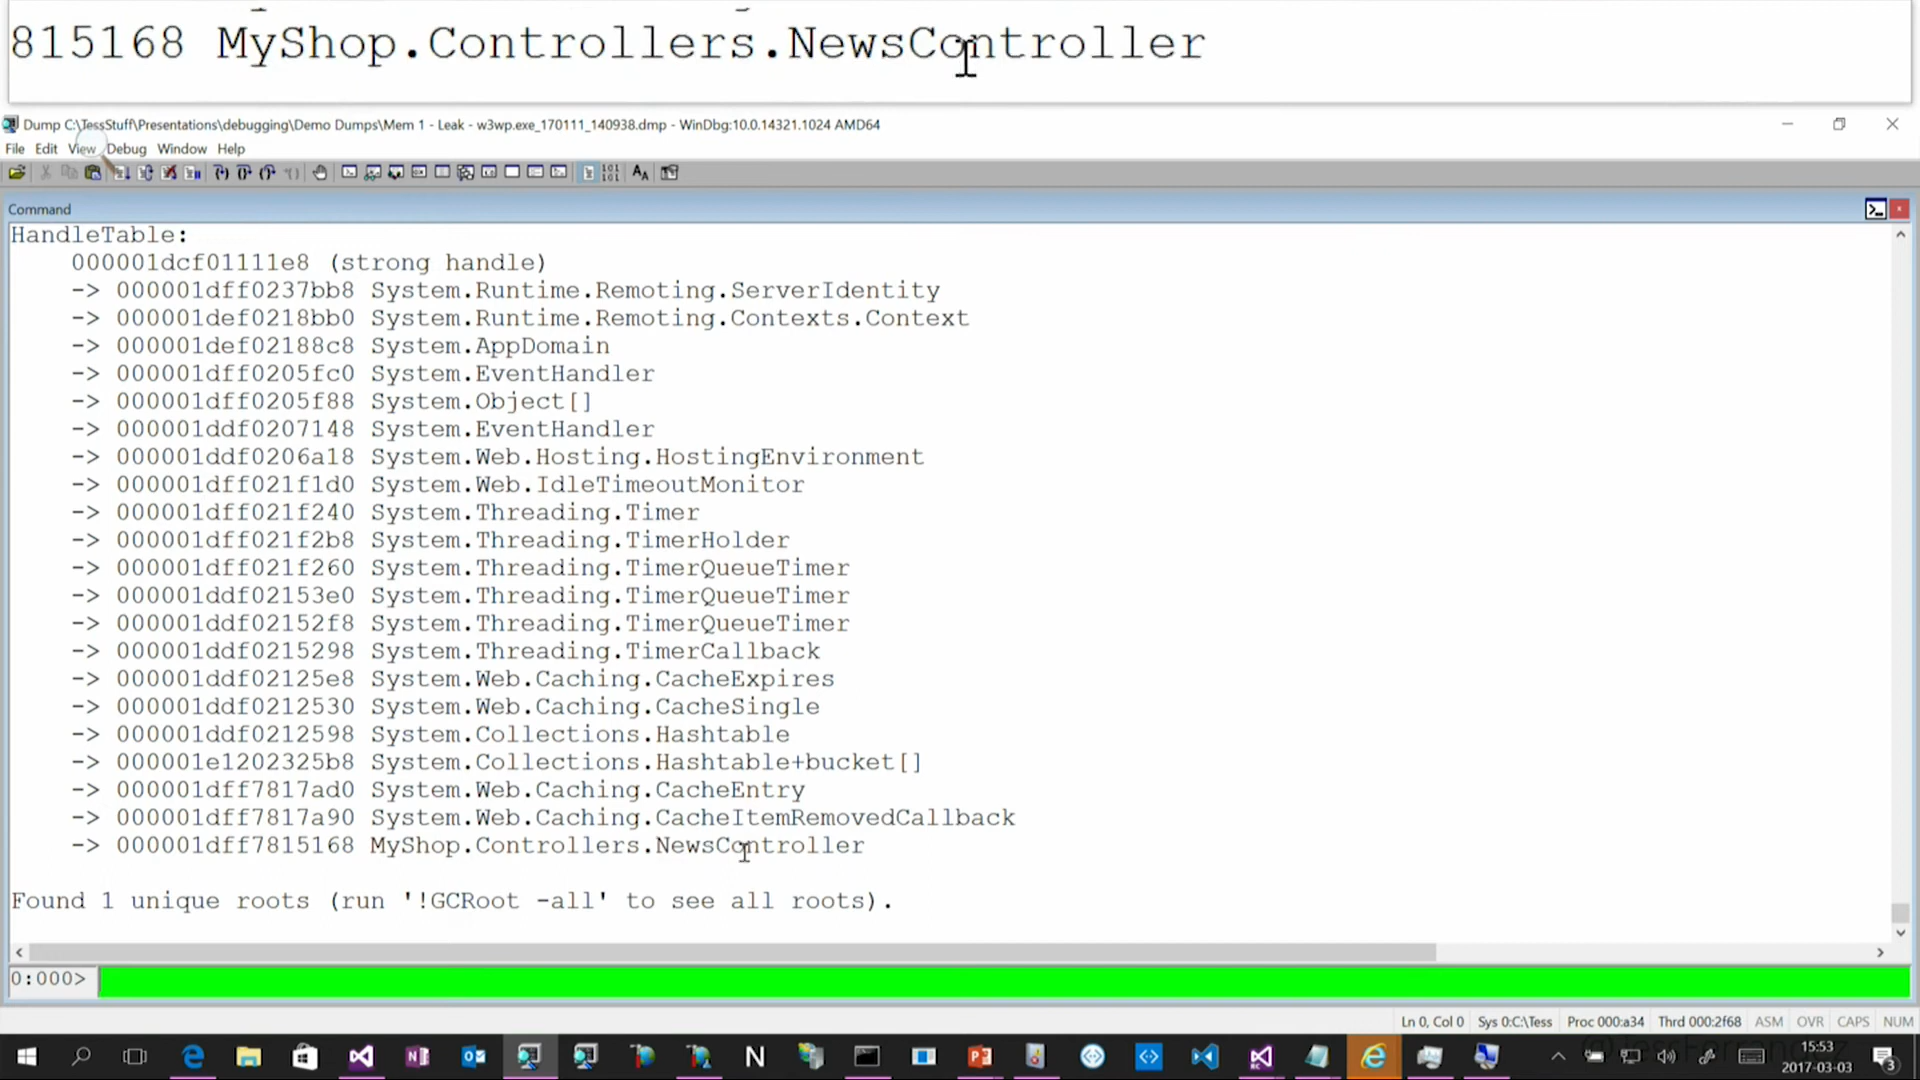 815168 MyShop.Controllers.NewsController
Dump C:\TessStuff\Presentations\debugging\Demo Dumps\Mem 1 - Leak - w3wp.exe_170111_140938.dmp - WinDbg:10.0.14321.1024 AMD64
File Edit View Debug Window Help
Command
HandleTable:
000001dcf01111e8 (strong handle)
-> 000001dff0237bb8 System.Runtime.Remoting.ServerIdentity
-> 000001def0218bb0 System.Runtime.Remoting.Contexts.Context
-> 000001def02188c8 System.AppDomain
-> 000001dff0205fc0 System.EventHandler
-> 000001dff0205f88 System.Object[]
-> 000001ddf0207148 System.EventHandler
-> 000001ddf0206a18 System.Web.Hosting.HostingEnvironment
-> 000001dff021f1d0 System.Web.IdleTimeoutMonitor
-> 000001dff021f240 System.Threading.Timer
-> 000001dff021f2b8 System.Threading.TimerHolder
-> 000001dff021f260 System.Threading.TimerQueueTimer
-> 000001ddf02153e0 System.Threading.TimerQueueTimer
-> 000001ddf02152f8 System.Threading.TimerQueueTimer
-> 000001ddf0215298 System.Threading.TimerCallback
-> 000001ddf02125e8 System.Web.Caching.CacheExpires
-> 000001ddf0212530 System.Web.Caching.CacheSingle
-> 000001ddf0212598 System.Collections.Hashtable
-> 000001e1202325b8 System.Collections.Hashtable+bucket[]
-> 000001dff7817ad0 System.Web.Caching.CacheEntry
-> 000001dff7817a90 System.Web.Caching.CacheItemRemovedCallback
-> 000001dff7815168 MyShop.Controllers.NewsController
Found 1 unique roots (run '!GCRoot -all' to see all roots).
0:000>
Ln 0, Col 0 Sys 0:C:\Tess Proc 000:a34 Thrd 000:2f68 ASM OVR CAPS NUM
15:53
2017-03-03
3